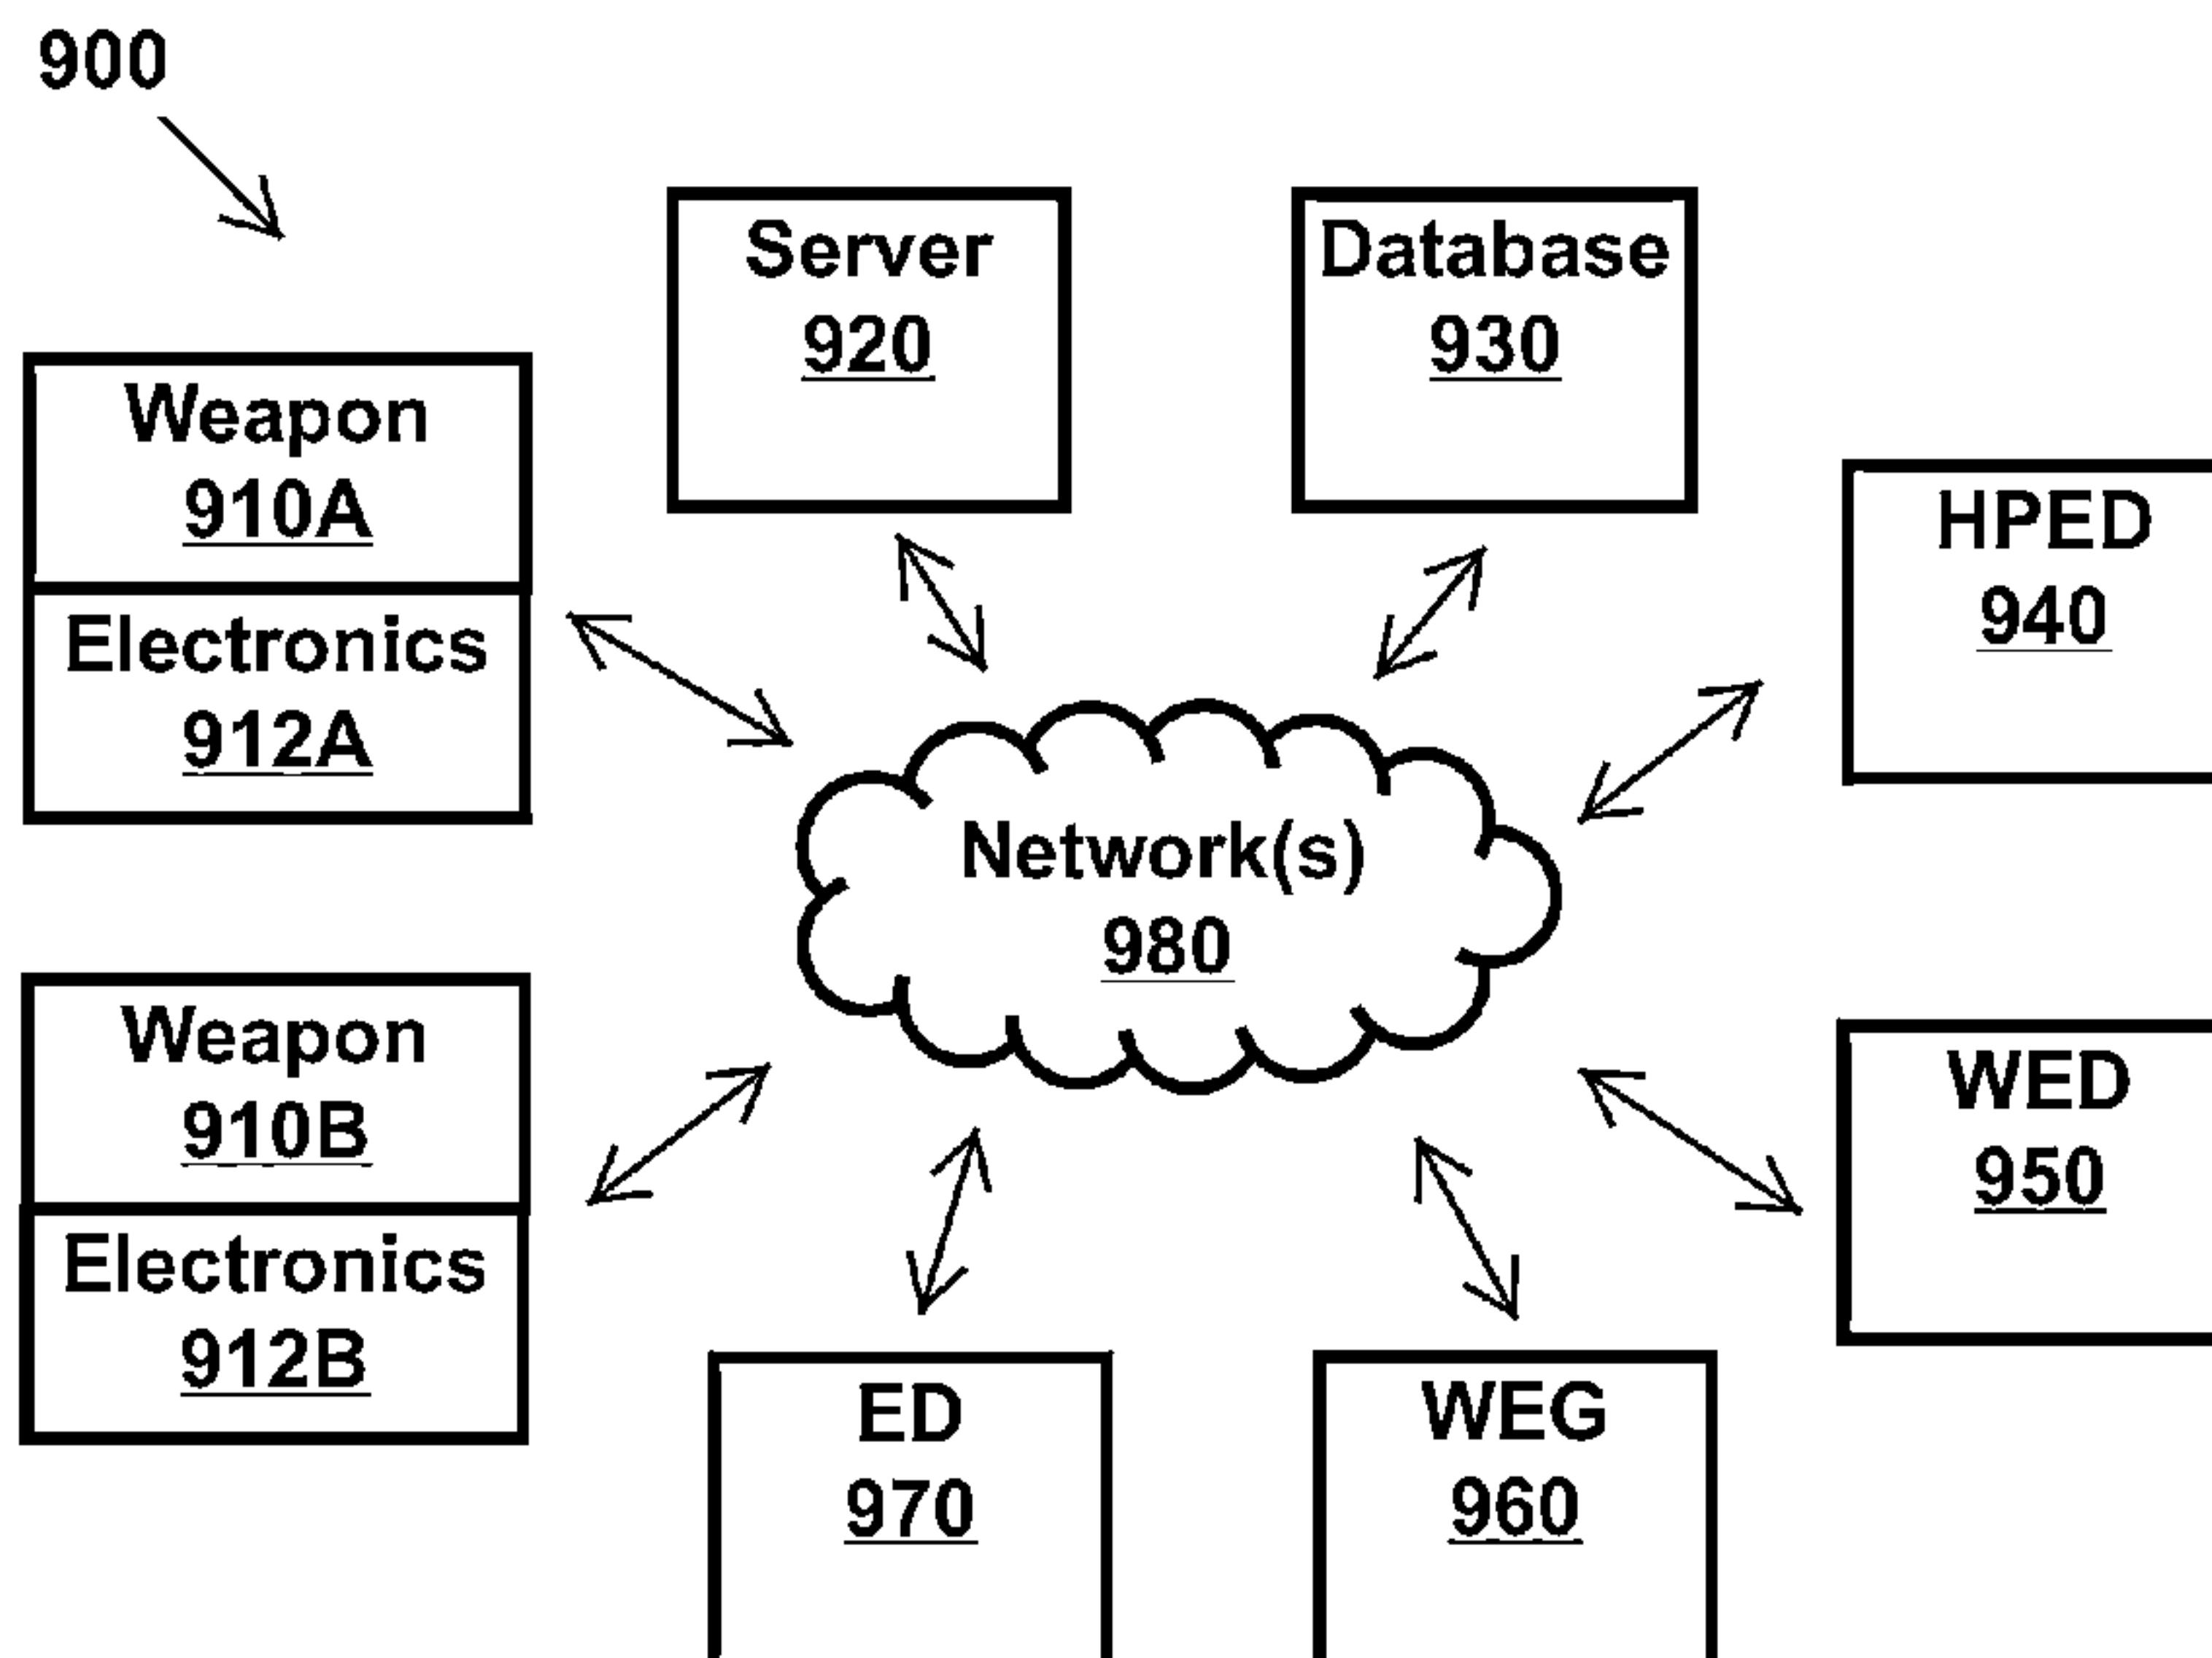 900
Server
920
Database
930
Weapon
910A
Electronics
912A
HPED
940
Network(s)
980
Weapon
910B
Electronics
912B
WED
950
ED
970
WEG
960